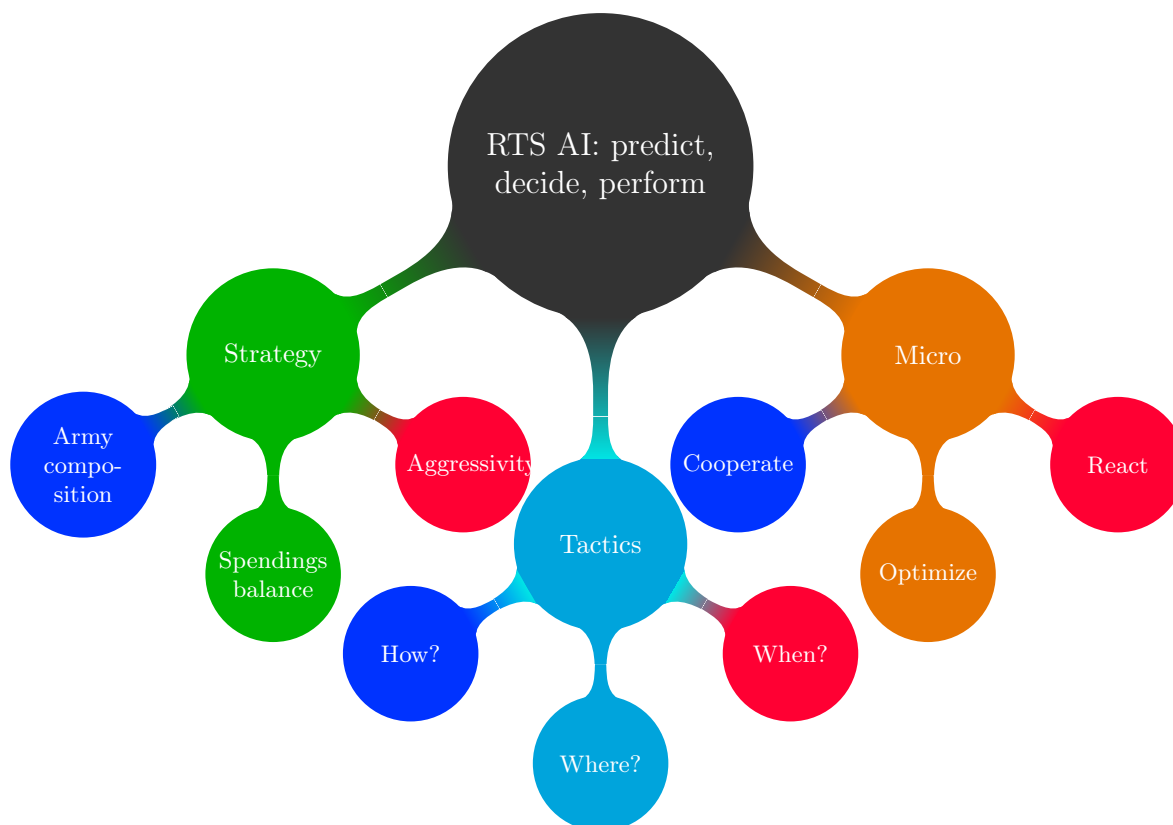 RTS AI: predict,
decide, perform
Strategy
Micro
Army
compo-
sition
Aggressivity
Cooperate
React
Spendings
balance
Tactics
Optimize
How?
When?
Where?